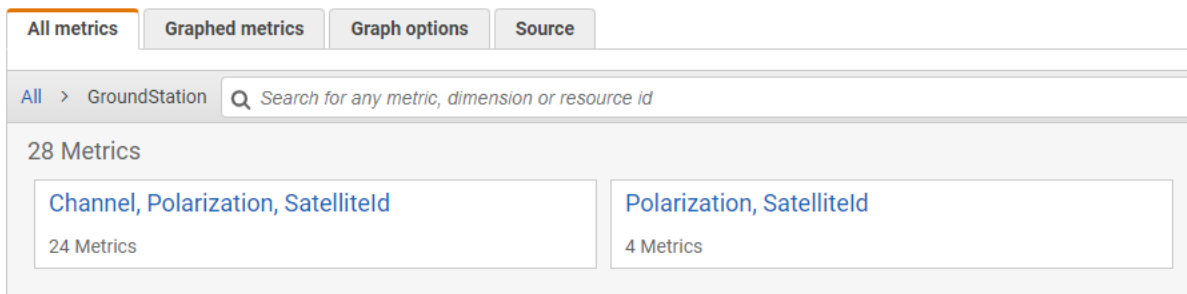 All metrics Graphed metrics Graph options Source
All > GroundStation Search for any metric, dimension or resource id
28 Metrics
Channel, Polarization, SatelliteId Polarization, SatelliteId
24 Metrics 4 Metrics